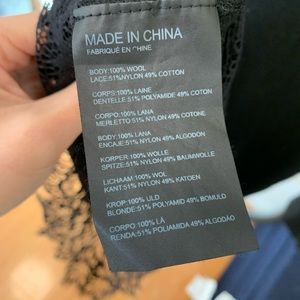 MADE IN CHINA
FABRIQUÉ EN CHINE
BODY:100% WOOL
LACE:51%NYLON 49% COTTON
CORPS:100% LAINE
DENTELLE:51% POLYAMIDE 49% COTON
CORPO:100% LANA
MERLETTO:51% NYLON 49% COTONE
BODY:100% LANA
ENCAJE:51% NYLON 49% ALGODÓN
KORPER:100% WOLLE
SPITZEN:51% NYLON 49% BAUMWOLLE
LICHAAM:100% WOL
KANT:51% NYLON 49% KATOEN
KROP:100% ULD
BLONDE:51% POLYAMID 49% BOMULD
CORPO:100% LÃ
RENDA:51% POLIAMIDA 49% ALGODÃO